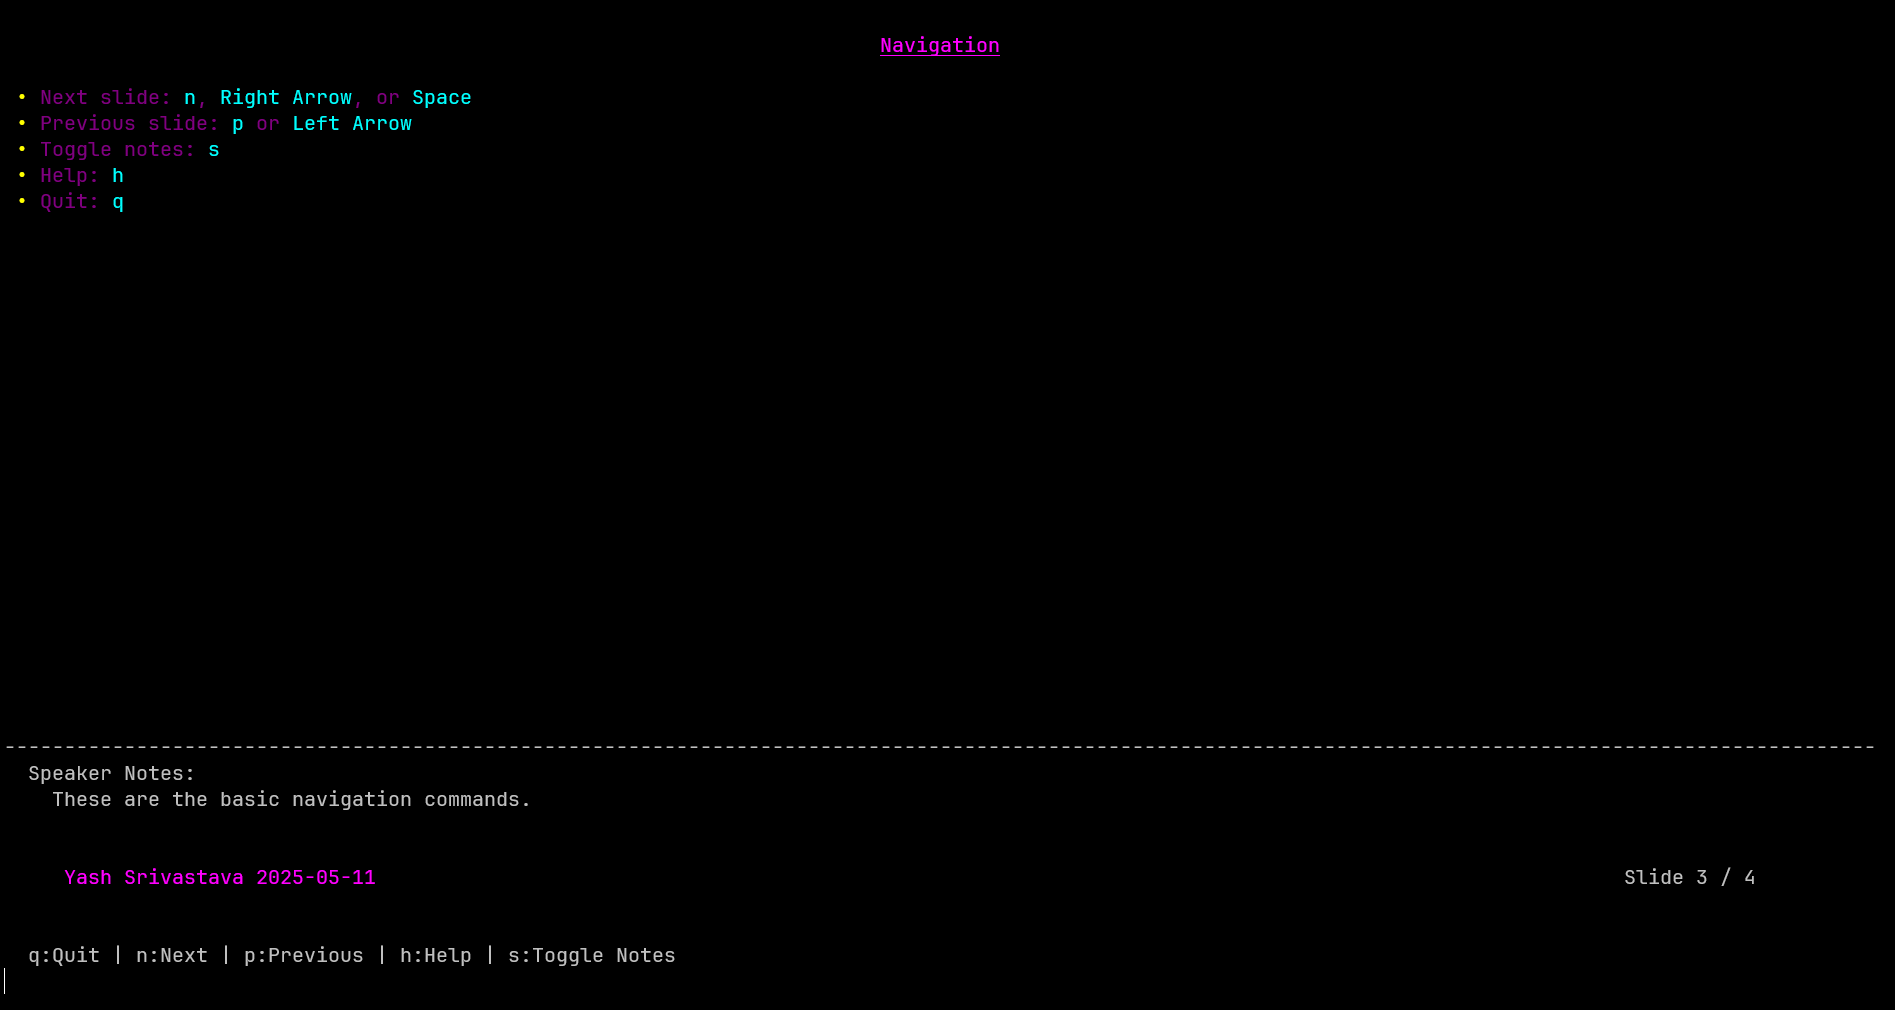 Navigation
• Next slide: n, Right Arrow, or Space
• Previous slide: p or Left Arrow
• Toggle notes: s
• Help: h
• Quit: q
------------------------------------------------------------------------------------------------------------------------------------------------------------
Speaker Notes:
These are the basic navigation commands.
Yash Srivastava 2025-05-11 Slide 3 / 4
q:Quit | n:Next | p:Previous | h:Help | s:Toggle Notes